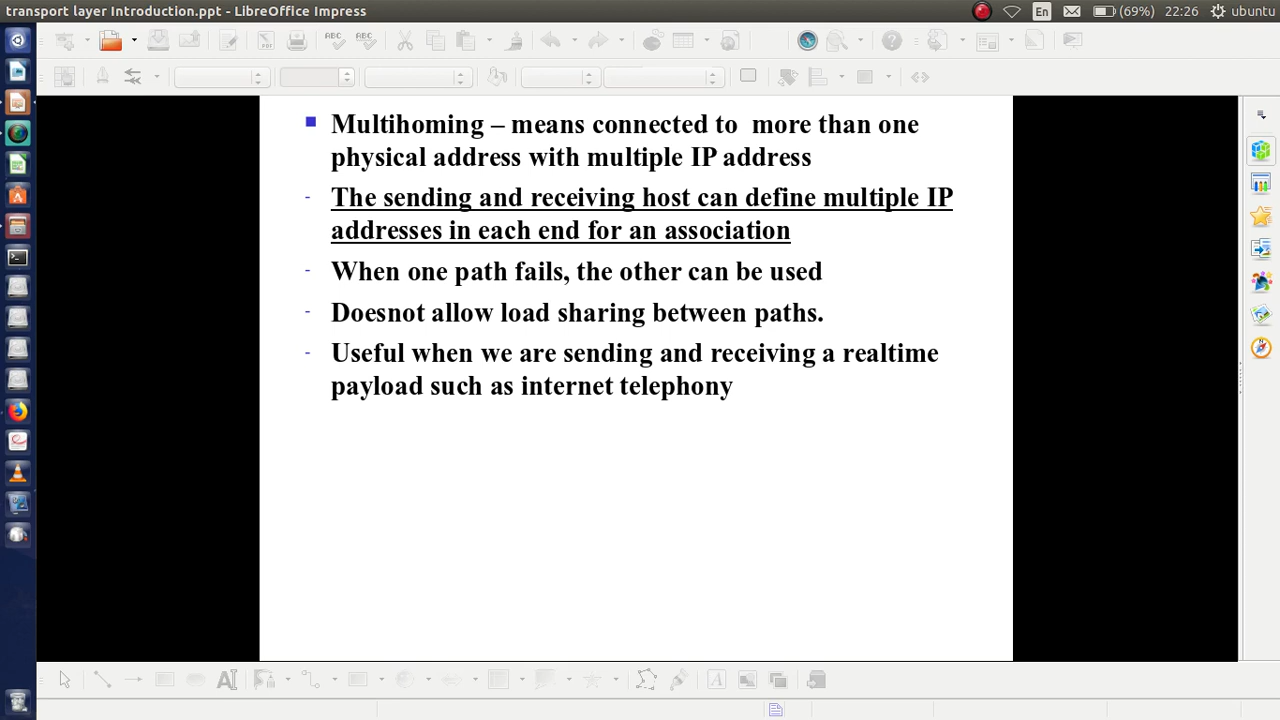 transport layer Introduction.ppt - LibreOffice Impress
En (69%) 22:26 ubuntu
Multihoming – means connected to  more than one
physical address with multiple IP address
- The sending and receiving host can define multiple IP
addresses in each end for an association
- When one path fails, the other can be used
- Doesnot allow load sharing between paths.
- Useful when we are sending and receiving a realtime
payload such as internet telephony